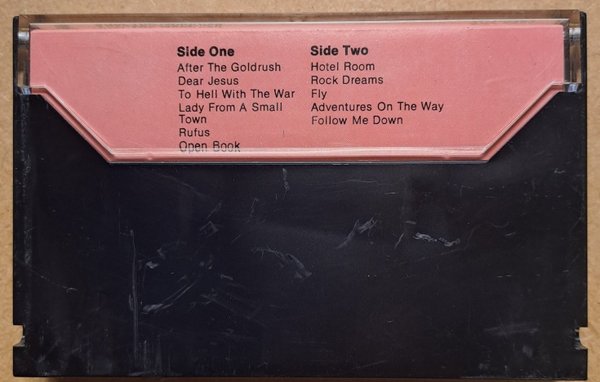 Side One
After The Goldrush
Dear Jesus
To Hell With The War
Lady From A Small
Town
Rufus
Open Book
Side Two
Hotel Room
Rock Dreams
Fly
Adventures On The Way
Follow Me Down